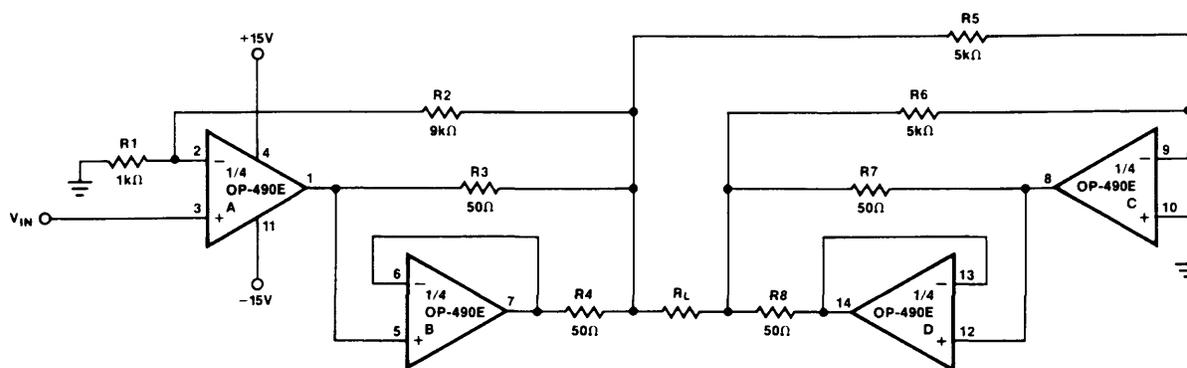 R5
5kΩ
+15V
R2
9kΩ
R6
5kΩ
R1
1kΩ
2
−
4
1/4
OP-490E
A
1
3
+
11
VIN
−15V
R3
50Ω
R7
50Ω
8
9
−
1/4
OP-490E
C
10
+
6
−
1/4
OP-490E
B
7
5
+
R4
50Ω
RL
R8
50Ω
14
13
−
1/4
OP-490E
D
12
+